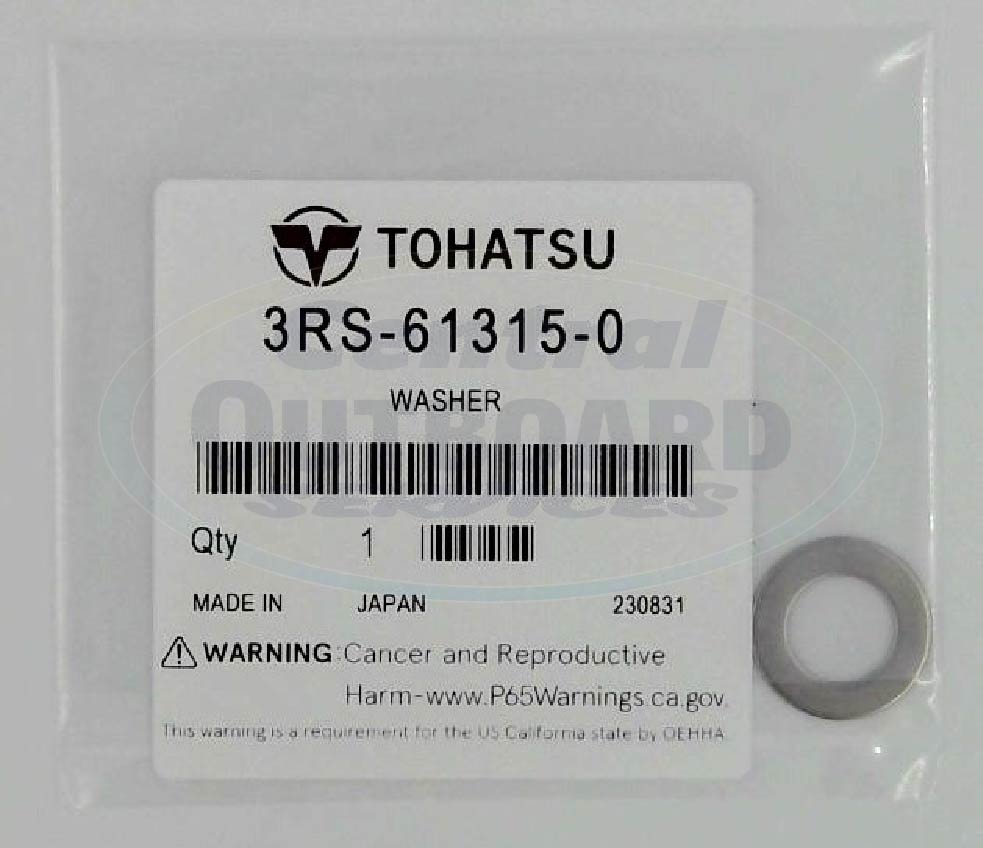 TOHATSU
3RS-61315-0
Central
OUTBOARD
SERVICES
WASHER
Qty 1
MADE IN JAPAN 230831
WARNING:Cancer and Reproductive
Harm-www.P65Warnings.ca.gov.
This warning is a requirement for the US California state by OEHHA.